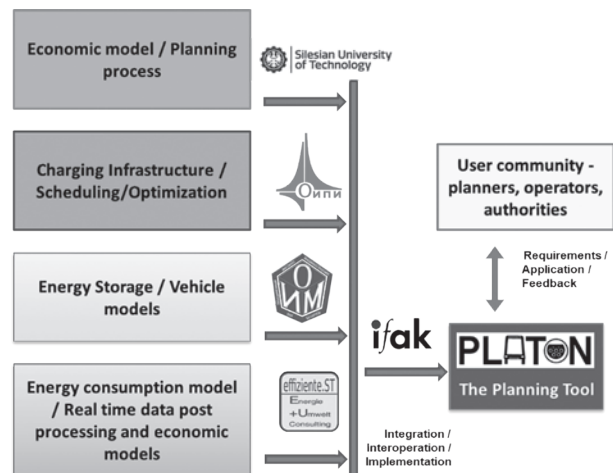 Economic model / Planning
process
Silesian University
of Technology
Charging Infrastructure /
Scheduling/Optimization
Оипи
User community -
planners, operators,
authorities
Requirements /
Application /
Feedback
Energy Storage / Vehicle
models
ОИМ
ifak
PLATON
The Planning Tool
Energy consumption model
/ Real time data post
processing and economic
models
effiziente.ST
Energie
+Umwelt
Consulting
Integration /
Interoperation /
Implementation